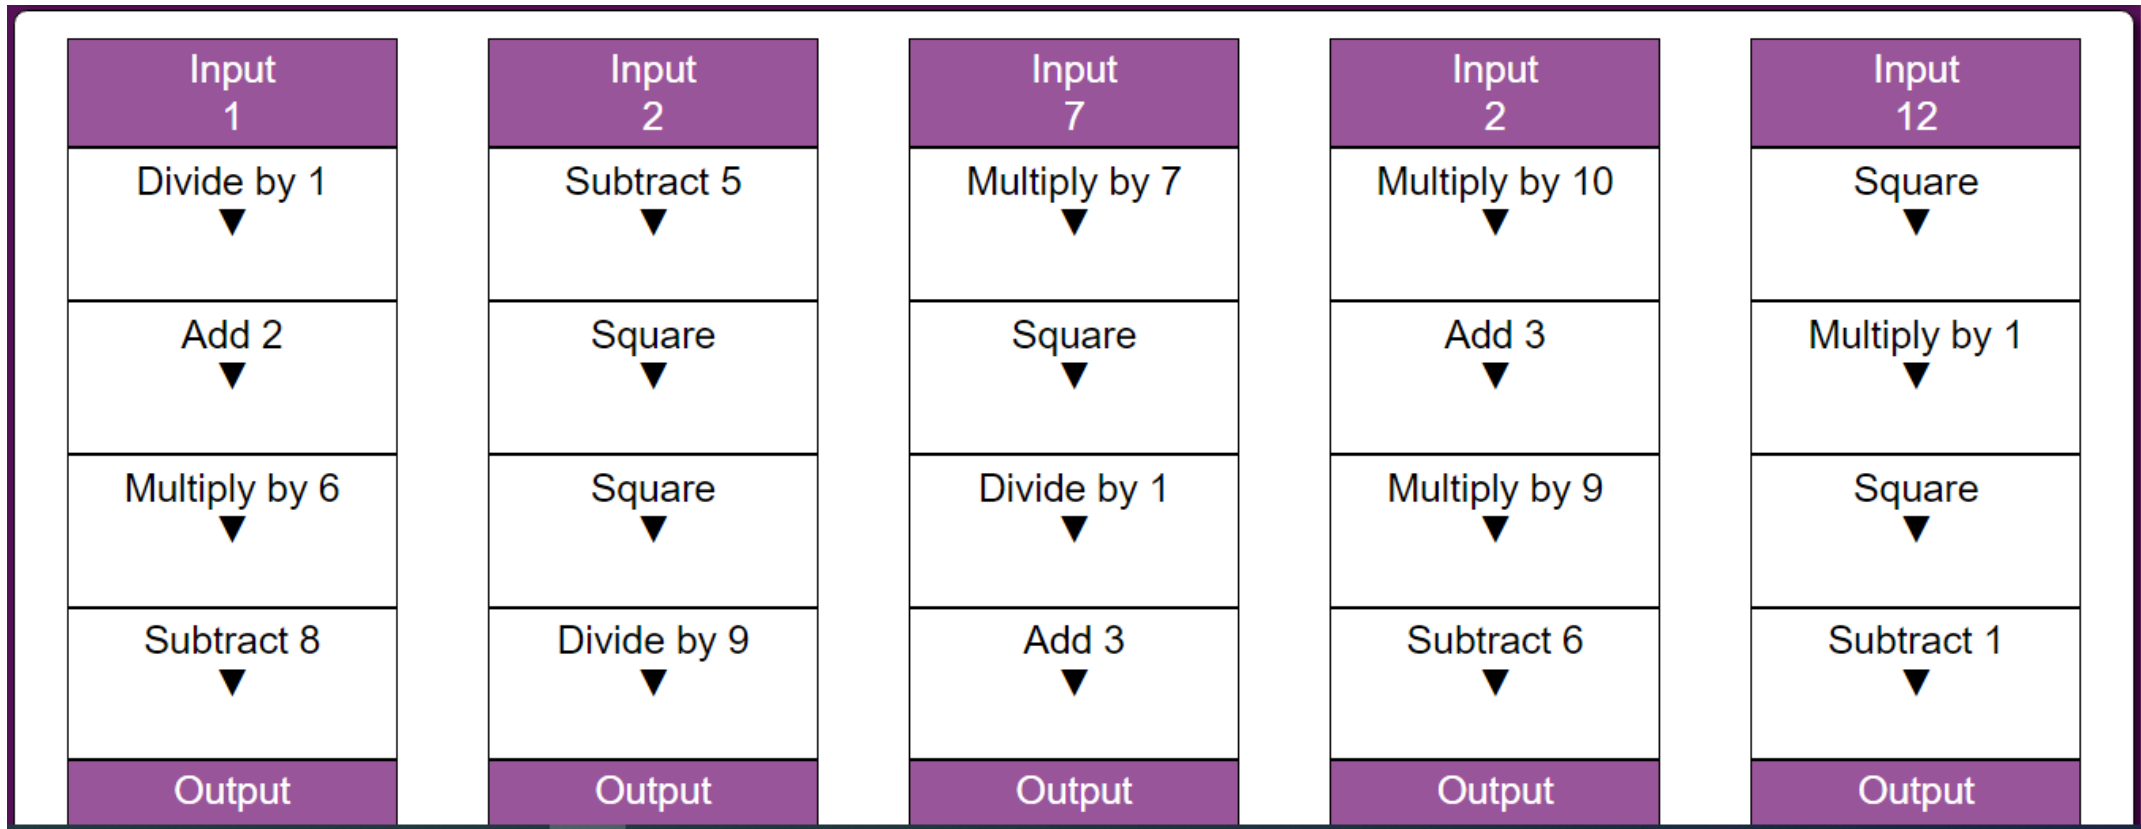 Input
1
Divide by 1
▼
Add 2
▼
Multiply by 6
▼
Subtract 8
▼
Output
Input
2
Subtract 5
▼
Square
▼
Square
▼
Divide by 9
▼
Output
Input
7
Multiply by 7
▼
Square
▼
Divide by 1
▼
Add 3
▼
Output
Input
2
Multiply by 10
▼
Add 3
▼
Multiply by 9
▼
Subtract 6
▼
Output
Input
12
Square
▼
Multiply by 1
▼
Square
▼
Subtract 1
▼
Output